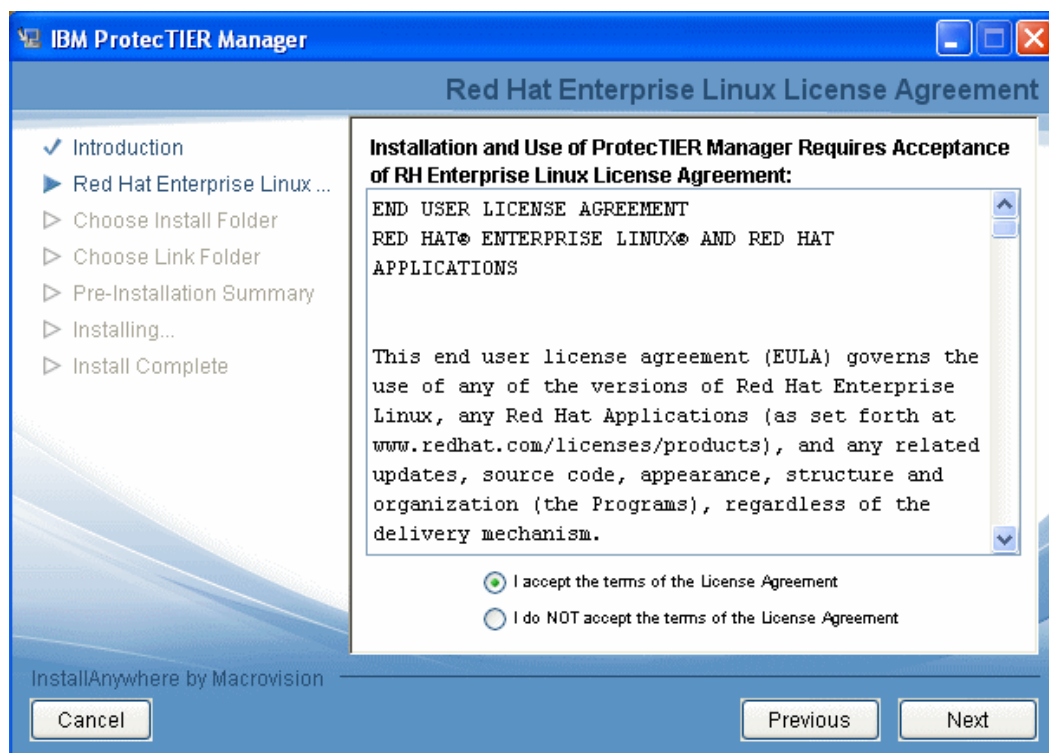 IBM ProtecTIER Manager
Red Hat Enterprise Linux License Agreement
Introduction
Red Hat Enterprise Linux ...
Choose Install Folder
Choose Link Folder
Pre-Installation Summary
Installing...
Install Complete
Installation and Use of ProtecTIER Manager Requires Acceptance
of RH Enterprise Linux License Agreement:
END USER LICENSE AGREEMENT
RED HAT® ENTERPRISE LINUX® AND RED HAT
APPLICATIONS
This end user license agreement (EULA) governs the
use of any of the versions of Red Hat Enterprise
Linux, any Red Hat Applications (as set forth at
www.redhat.com/licenses/products), and any related
updates, source code, appearance, structure and
organization (the Programs), regardless of the
delivery mechanism.
I accept the terms of the License Agreement
I do NOT accept the terms of the License Agreement
InstallAnywhere by Macrovision
Cancel
Previous
Next